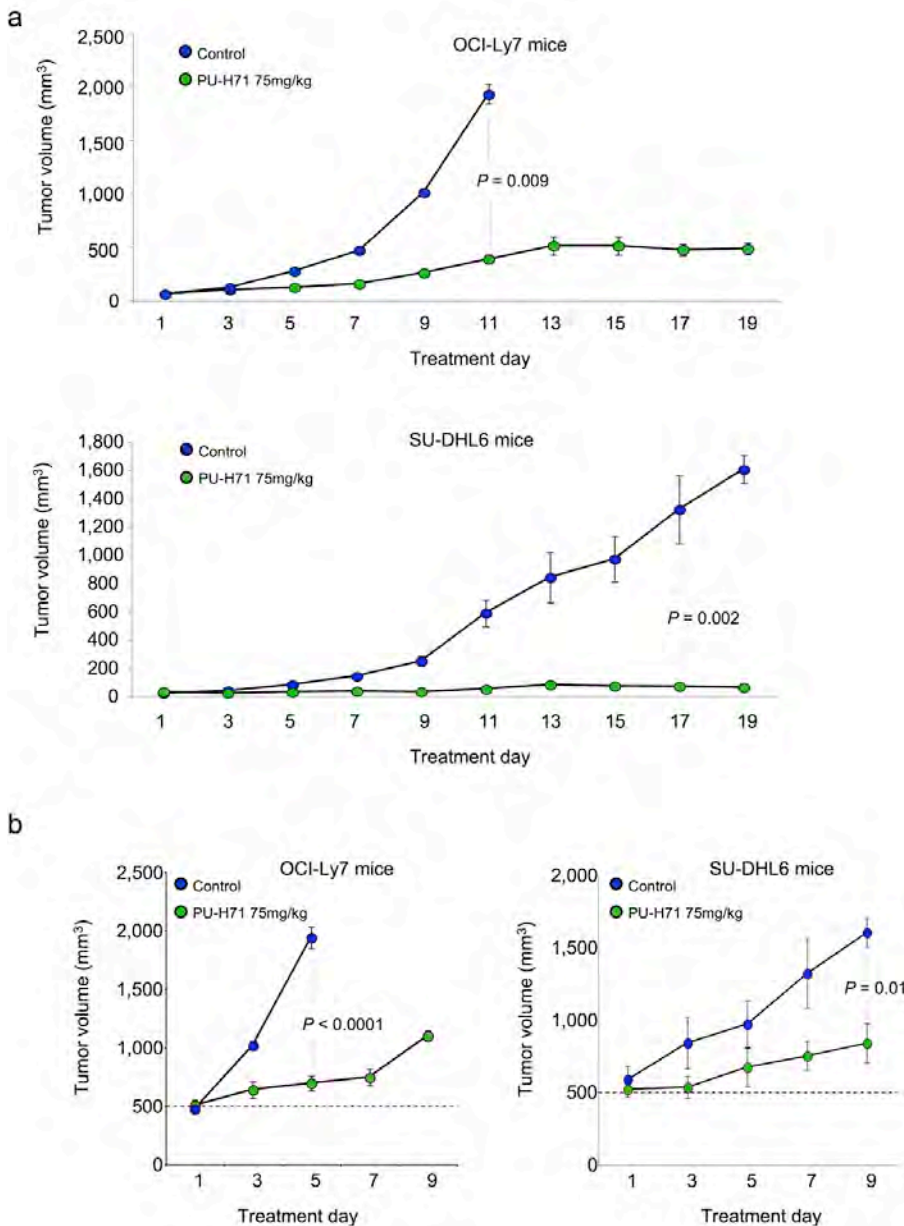 a
OCI-Ly7 mice
Control
PU-H71 75mg/kg
Tumor volume (mm³)
2,500
2,000
1,500
1,000
500
0
P = 0.009
1 3 5 7 9 11 13 15 17 19
Treatment day
SU-DHL6 mice
Control
PU-H71 75mg/kg
Tumor volume (mm³)
1,800
1,600
1,400
1,200
1,000
800
600
400
200
0
P = 0.002
1 3 5 7 9 11 13 15 17 19
Treatment day
b
OCI-Ly7 mice
Control
PU-H71 75mg/kg
Tumor volume (mm³)
2,500
2,000
1,500
1,000
500
0
P < 0.0001
1 3 5 7 9
Treatment day
SU-DHL6 mice
Control
PU-H71 75mg/kg
Tumor volume (mm³)
2,000
1,500
1,000
500
0
P = 0.01
1 3 5 7 9
Treatment day